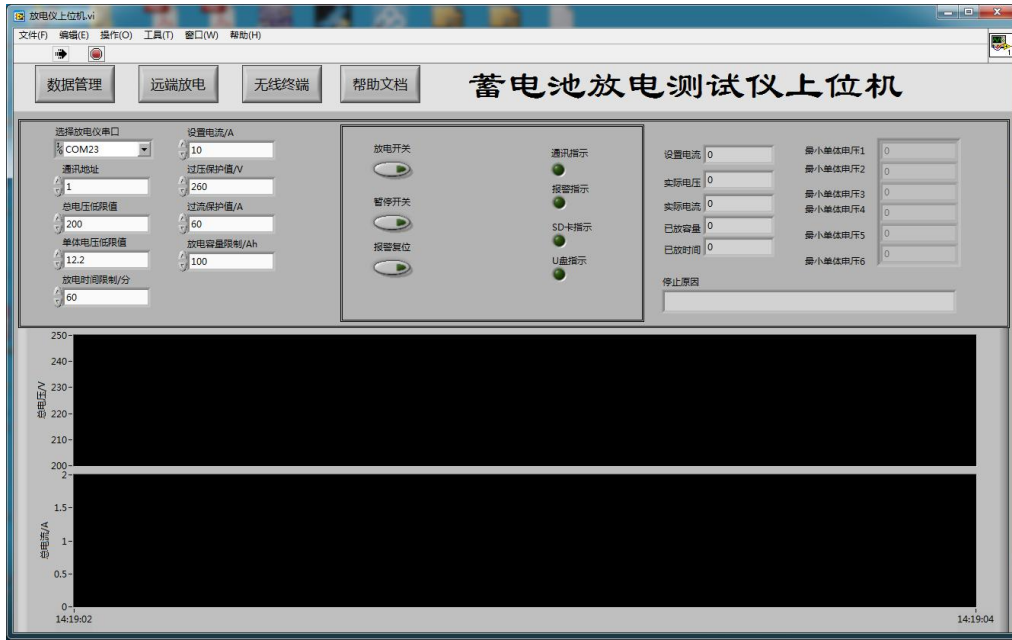 放电仪上位机.vi
文件(F) 编辑(E) 操作(O) 工具(T) 窗口(W) 帮助(H)
1
数据管理 远端放电 无线终端 帮助文档 蓄电池放电测试仪上位机
选择放电仪串口 设置电流/A
COM23 10
通讯地址 过压保护值/V
1 260
总电压低限值 过流保护值/A
200 60
单体电压低限值 放电容量限制/Ah
12.2 100
放电时间限制/分
60
放电开关
暂停开关
报警复位
通讯指示
报警指示
SD卡指示
U盘指示
设置电流 0
实际电压 0
实际电流 0
已放容量 0
已放时间 0
最小单体电压1 0
最小单体电压2 0
最小单体电压3 0
最小单体电压4 0
最小单体电压5 0
最小单体电压6 0
停止原因
总电压/V
250
240
230
220
210
200
总电流/A
2
1.5
1
0.5
0
14:19:02 14:19:04